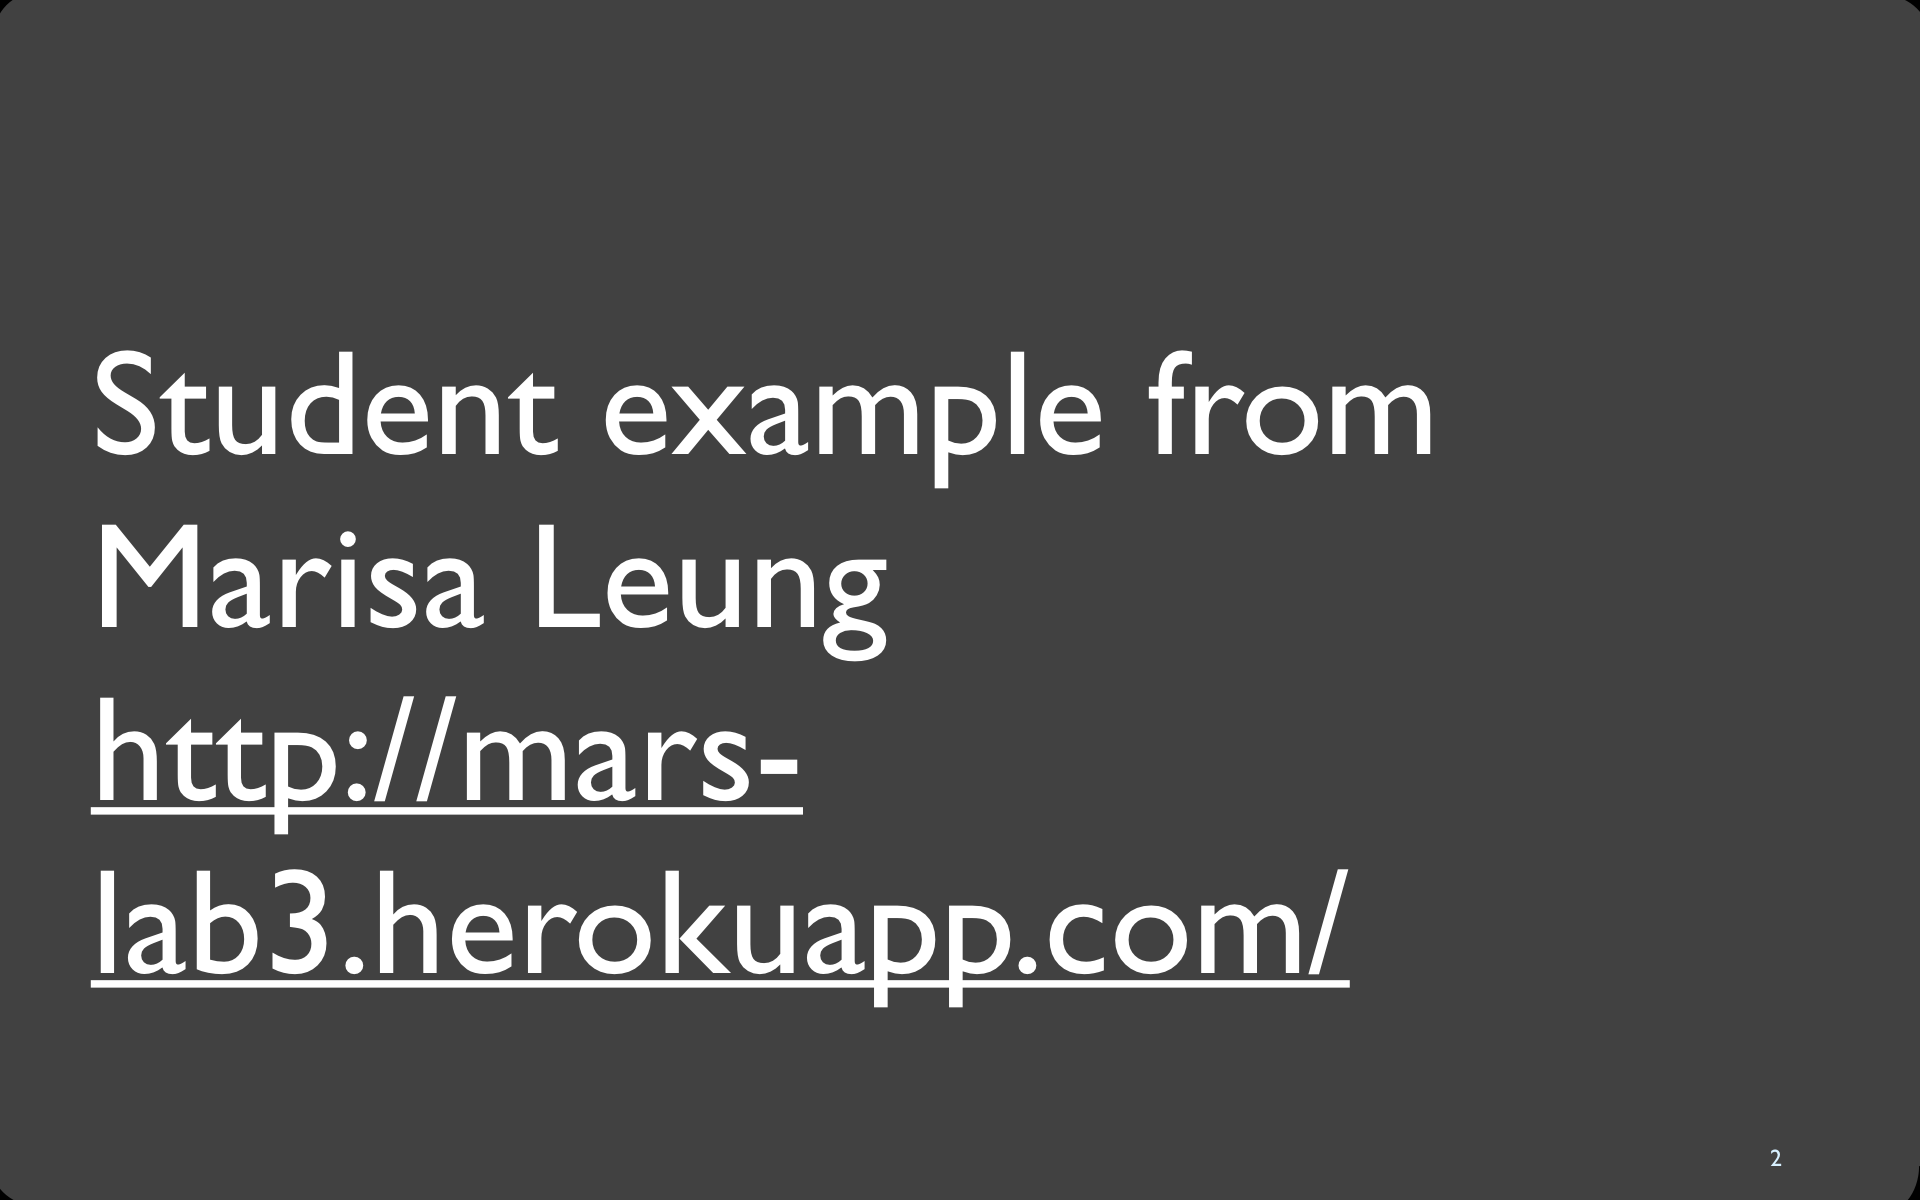 Student example from
Marisa Leung
http://mars-
lab3.herokuapp.com/
2